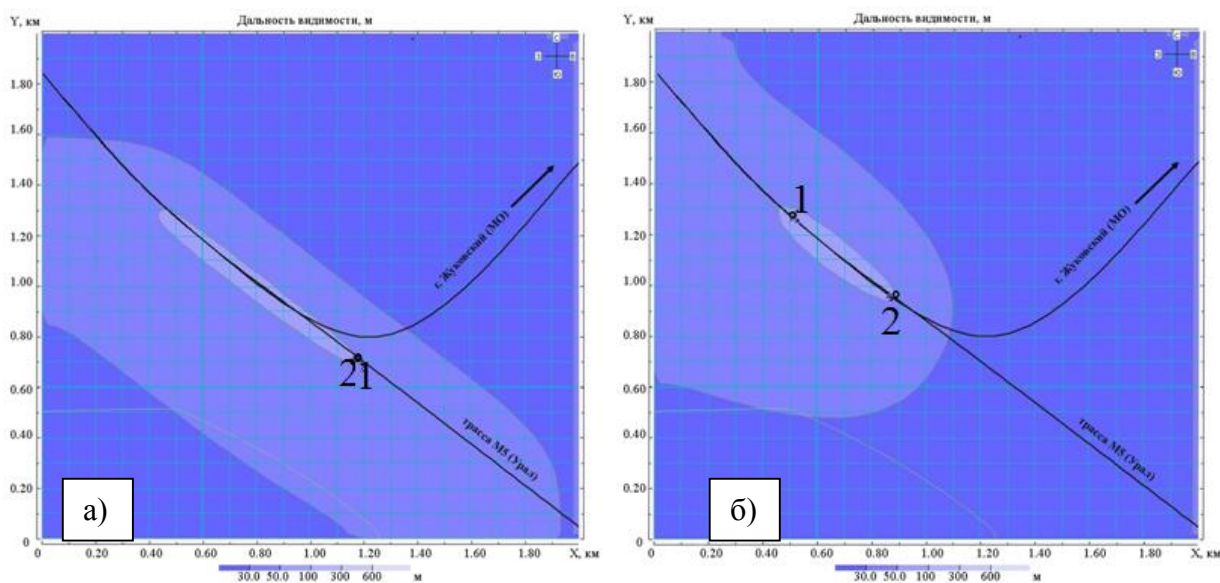 Y, км
Дальность видимости, м
1.80
1.60
1.40
1.20
1.00
0.80
0.60
0.40
0.20
0
С
З
В
Ю
г. Жуковский (МО)
21
трасса М5 (Урал)
а)
0
0.20
0.40
0.60
0.80
1.00
1.20
1.40
1.60
1.80
X, км
30.0 50.0 100 300 600 м
Y, км
Дальность видимости, м
1.80
1.60
1.40
1.20
1.00
0.80
0.60
0.40
0.20
0
С
З
В
Ю
г. Жуковский (МО)
1
2
трасса М5 (Урал)
б)
0
0.20
0.40
0.60
0.80
1.00
1.20
1.40
1.60
1.80
X, км
30.0 50.0 100 300 600 м